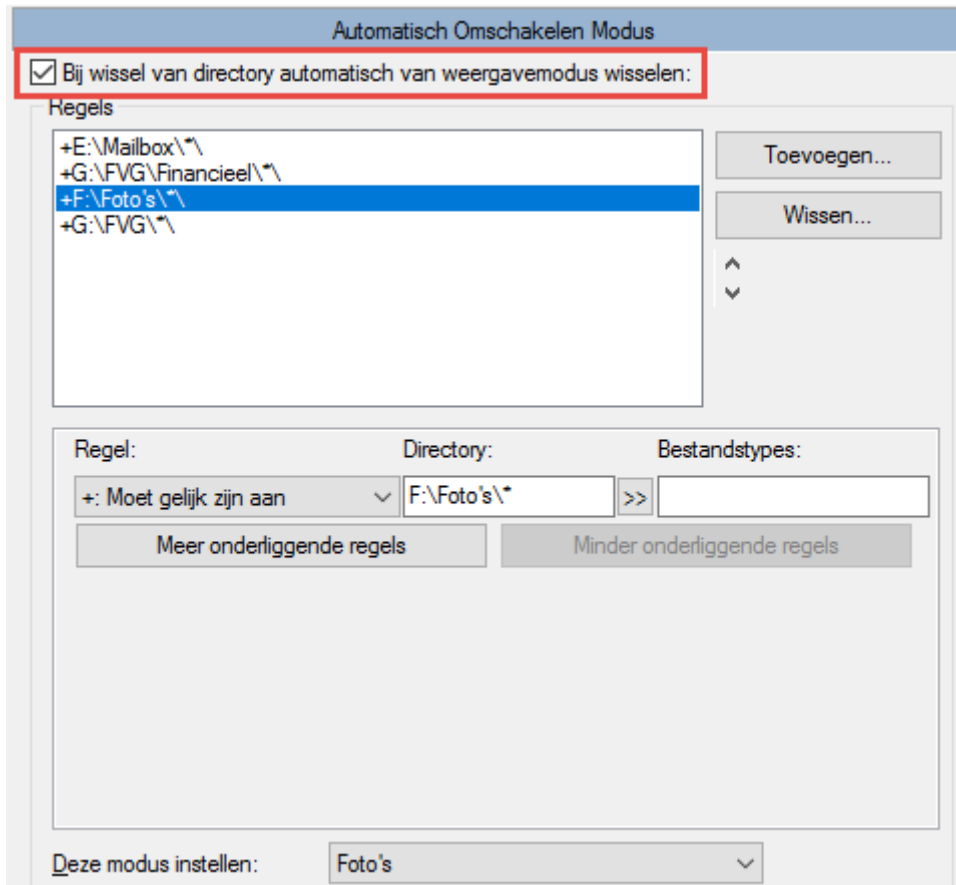 Automatisch Omschakelen Modus
Bij wissel van directory automatisch van weergavemodus wisselen:
Regels
+E:\Mailbox\*\
+G:\FVG\Financieel\*\
+F:\Foto's\*\
+G:\FVG\*\
Toevoegen...
Wissen...
Regel: Directory: Bestandstypes:
+: Moet gelijk zijn aan F:\Foto's\* >>
Meer onderliggende regels Minder onderliggende regels
Deze modus instellen: Foto's